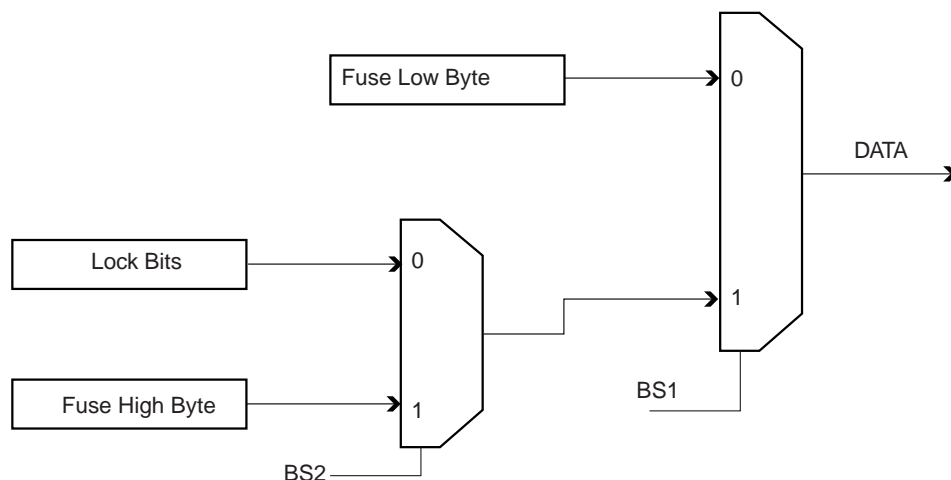 Fuse Low Byte
0
DATA
Lock Bits
0
1
BS1
Fuse High Byte
1
BS2